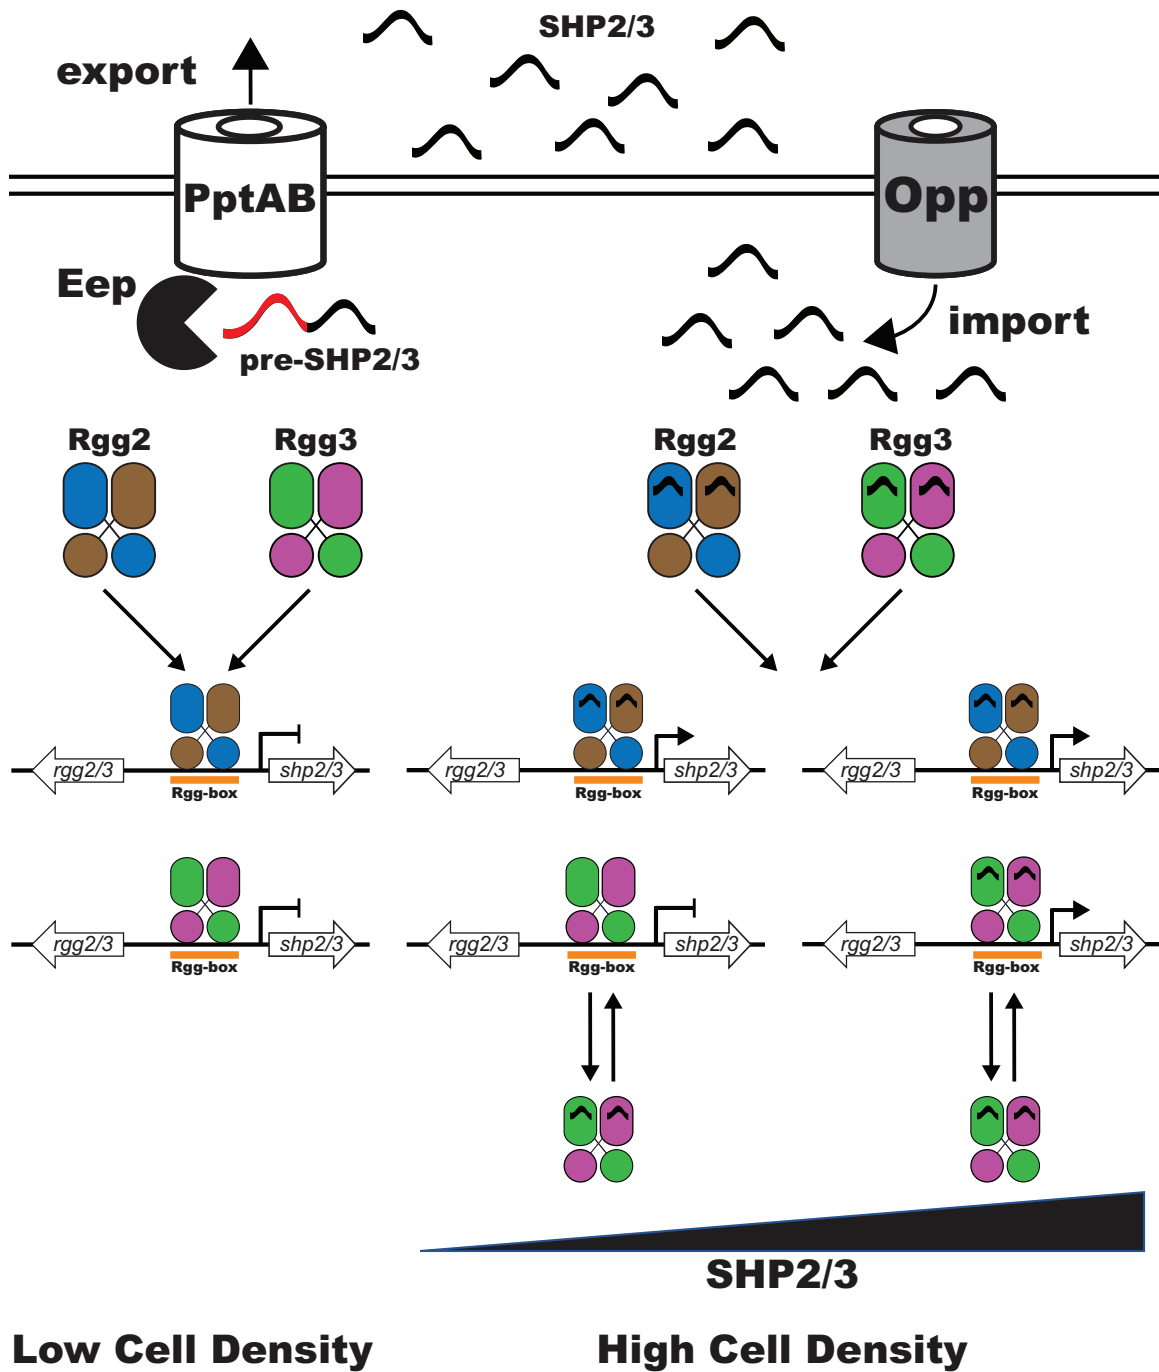 SHP2/3
export
PptAB
Opp
Eep
pre-SHP2/3
import
Rgg2
Rgg3
Rgg2
Rgg3
rgg2/3
shp2/3
Rgg-box
rgg2/3
shp2/3
Rgg-box
rgg2/3
shp2/3
Rgg-box
rgg2/3
shp2/3
Rgg-box
rgg2/3
shp2/3
Rgg-box
rgg2/3
shp2/3
Rgg-box
SHP2/3
Low Cell Density
High Cell Density